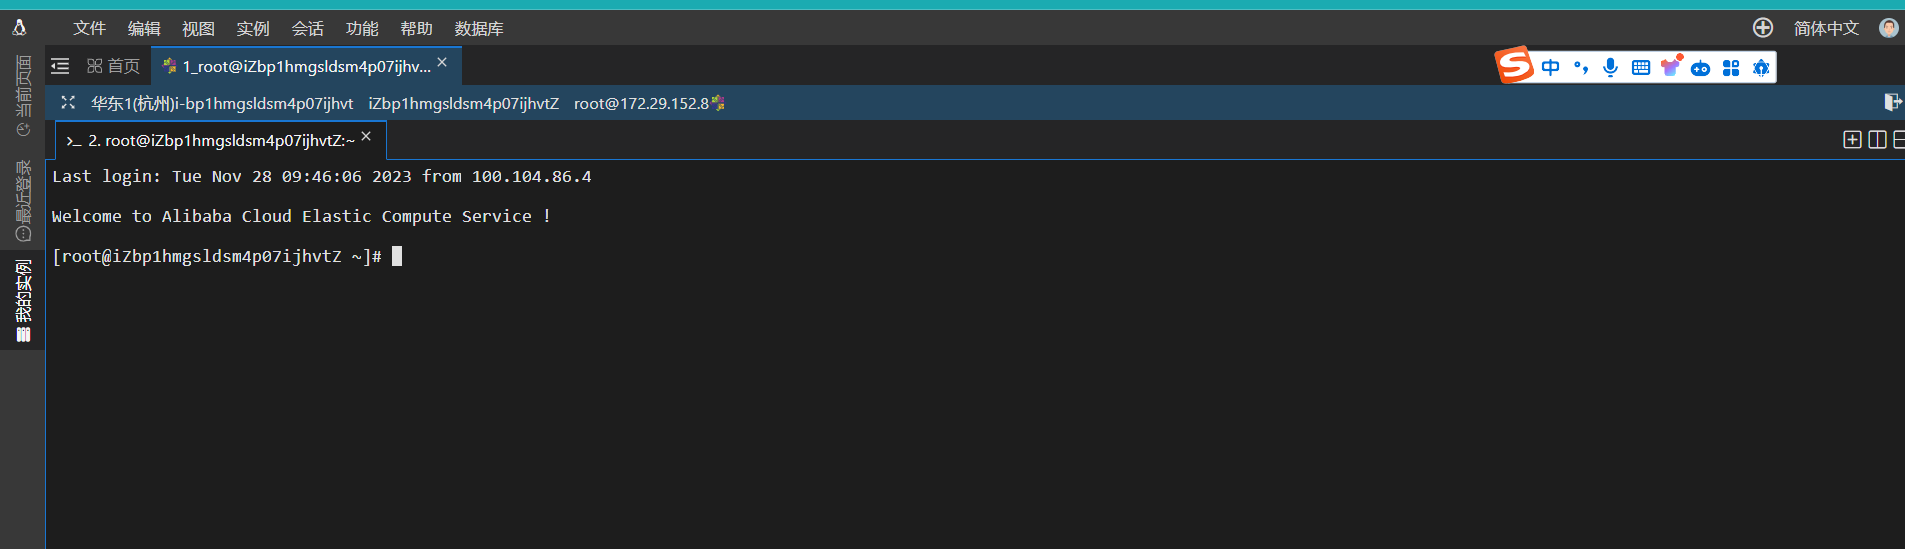 文件 编辑 视图 实例 会话 功能 帮助 数据库 简体中文
首页 1_root@iZbp1hmgsldsm4p07ijhv... ×
中
华东1(杭州)i-bp1hmgsldsm4p07ijhvt iZbp1hmgsldsm4p07ijhvtZ root@172.29.152.8
2. root@iZbp1hmgsldsm4p07ijhvtZ:~ ×
当前页面
最近登录
我的实例
Last login: Tue Nov 28 09:46:06 2023 from 100.104.86.4
Welcome to Alibaba Cloud Elastic Compute Service !
[root@iZbp1hmgsldsm4p07ijhvtZ ~]#